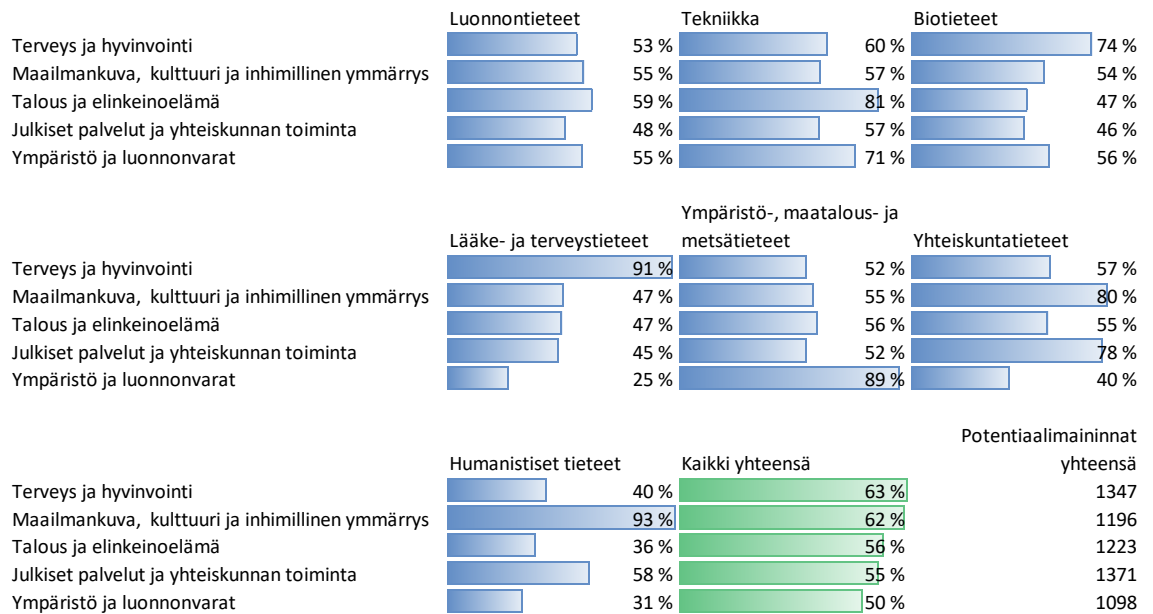 Luonnontieteet Tekniikka Biotieteet
Terveys ja hyvinvointi 53 % 60 % 74 %
Maailmankuva, kulttuuri ja inhimillinen ymmärrys 55 % 57 % 54 %
Talous ja elinkeinoelämä 59 % 81 % 47 %
Julkiset palvelut ja yhteiskunnan toiminta 48 % 57 % 46 %
Ympäristö ja luonnonvarat 55 % 71 % 56 %
Ympäristö-, maatalous- ja
Lääke- ja terveystieteet metsätieteet Yhteiskuntatieteet
Terveys ja hyvinvointi 91 % 52 % 57 %
Maailmankuva, kulttuuri ja inhimillinen ymmärrys 47 % 55 % 80 %
Talous ja elinkeinoelämä 47 % 56 % 55 %
Julkiset palvelut ja yhteiskunnan toiminta 45 % 52 % 78 %
Ympäristö ja luonnonvarat 25 % 89 % 40 %
Potentiaalimaininnat
Humanistiset tieteet Kaikki yhteensä yhteensä
Terveys ja hyvinvointi 40 % 63 % 1347
Maailmankuva, kulttuuri ja inhimillinen ymmärrys 93 % 62 % 1196
Talous ja elinkeinoelämä 36 % 56 % 1223
Julkiset palvelut ja yhteiskunnan toiminta 58 % 55 % 1371
Ympäristö ja luonnonvarat 31 % 50 % 1098